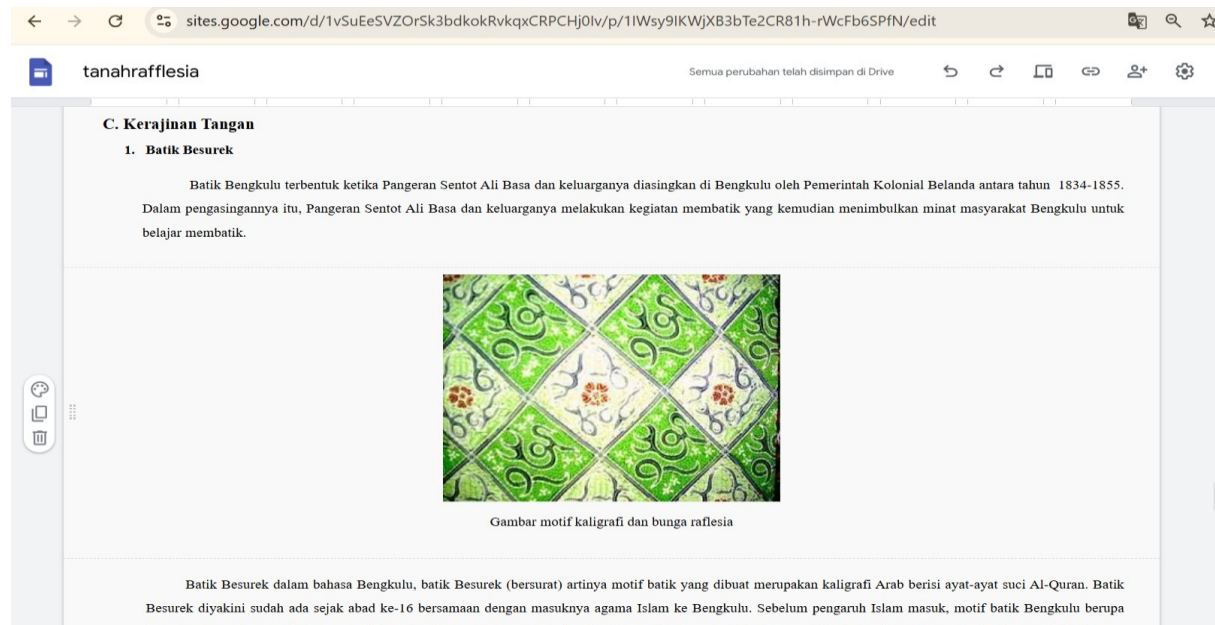 sites.google.com/d/1vSuEeSVZOrSk3bdkokRvkqxCRPCHj0Iv/p/1IWsy9IKWjXB3bTe2CR81h-rWcFb6SPfN/edit
tanahrafflesia
Semua perubahan telah disimpan di Drive
C. Kerajinan Tangan
1. Batik Besurek
Batik Bengkulu terbentuk ketika Pangeran Sentot Ali Basa dan keluarganya diasingkan di Bengkulu oleh Pemerintah Kolonial Belanda antara tahun 1834-1855.
Dalam pengasingannya itu, Pangeran Sentot Ali Basa dan keluarganya melakukan kegiatan membatik yang kemudian menimbulkan minat masyarakat Bengkulu untuk
belajar membatik.
Gambar motif kaligrafi dan bunga raflesia
Batik Besurek dalam bahasa Bengkulu, batik Besurek (bersurat) artinya motif batik yang dibuat merupakan kaligrafi Arab berisi ayat-ayat suci Al-Quran. Batik
Besurek diyakini sudah ada sejak abad ke-16 bersamaan dengan masuknya agama Islam ke Bengkulu. Sebelum pengaruh Islam masuk, motif batik Bengkulu berupa